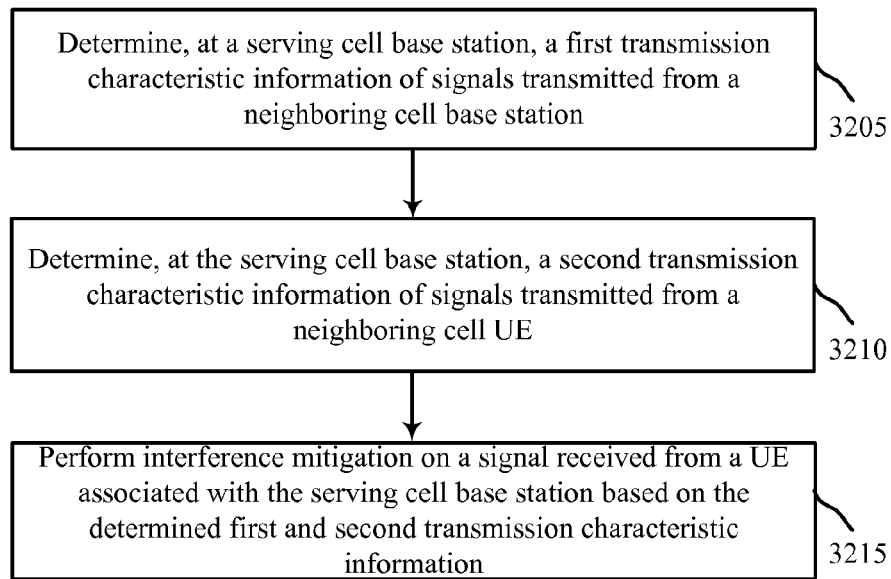 Determine, at a serving cell base station, a first transmission
characteristic information of signals transmitted from a
neighboring cell base station
3205
Determine, at the serving cell base station, a second transmission
characteristic information of signals transmitted from a
neighboring cell UE
3210
Perform interference mitigation on a signal received from a UE
associated with the serving cell base station based on the
determined first and second transmission characteristic
information
3215